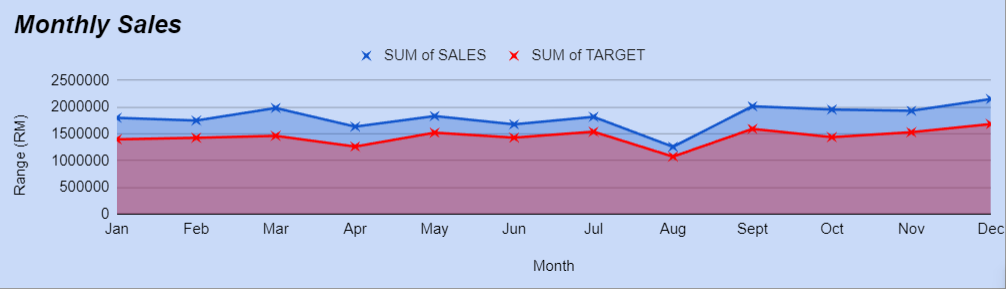 Monthly Sales
SUM of SALES SUM of TARGET
2500000
2000000
1500000
1000000
500000
0
Range (RM)
Jan Feb Mar Apr May Jun Jul Aug Sept Oct Nov Dec
Month